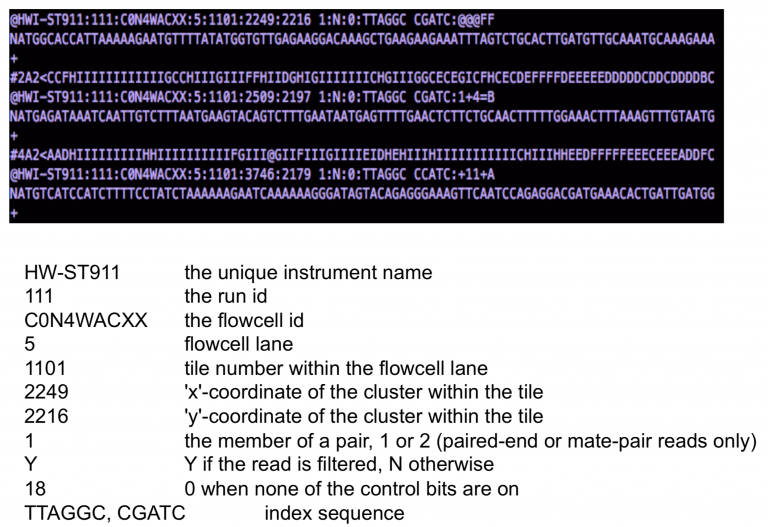 @HWI-ST911:111:C0N4WACXX:5:1101:2249:2216 1:N:0:TTAGGC CGATC:@@@FF
NATGGCACCATTAAAAAGAATGTTTTATATGGTGTTGAGAAGGACAAAGCTGAAGAAGAAATTTAGTCTGCACTTGATGTTGCAAATGCAAAGAAA
+
#2A2<CCFHIIIIIIIIIIIIGCCHIIIGIIIFFHIIDGHIGIIIIIIICHGIIIGGCECEGICFHCECDEFFFFDEEEEEDDDDDCDDCDDDDBC
@HWI-ST911:111:C0N4WACXX:5:1101:2509:2197 1:N:0:TTAGGC CGATC:1+4=B
NATGAGATAAATCAATTGTCTTTAATGAAGTACAGTCTTTGAATAATGAGTTTTGAACTCTTCTGCAACTTTTTGGAAACTTTAAAGTTTGTAATG
+
#4A2<AADHIIIIIIIIIHHIIIIIIIIIIFGIII@GIIFIIIGIIIIEIDHEHIIIHIIIIIIIIIIICHIIIHHEEDFFFFFEEECEEEADDFC
@HWI-ST911:111:C0N4WACXX:5:1101:3746:2179 1:N:0:TTAGGC CCATC:+11+A
NATGTCATCCATCTTTTCCTATCTAAAAAAGAATCAAAAAAGGGATAGTACAGAGGGAAAGTTCAATCCAGAGGACGATGAAACACTGATTGATGG
+
HW-ST911 the unique instrument name
111 the run id
C0N4WACXX the flowcell id
5 flowcell lane
1101 tile number within the flowcell lane
2249 'x'-coordinate of the cluster within the tile
2216 'y'-coordinate of the cluster within the tile
1 the member of a pair, 1 or 2 (paired-end or mate-pair reads only)
Y Y if the read is filtered, N otherwise
18 0 when none of the control bits are on
TTAGGC, CGATC index sequence